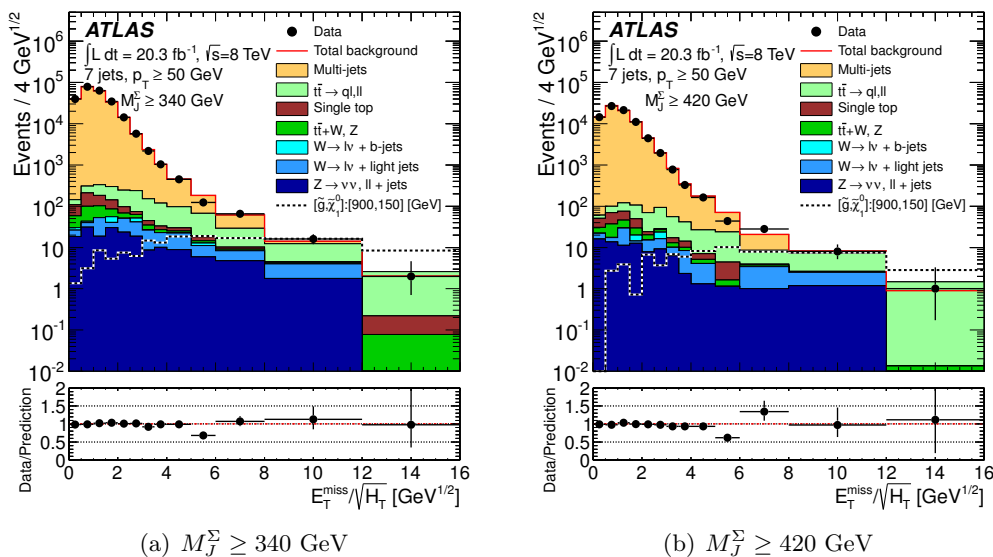 ATLAS
∫L dt = 20.3 fb⁻¹, √s=8 TeV
7 jets, p_T ≥ 50 GeV
M_J^Σ ≥ 340 GeV
Data
Total background
Multi-jets
tt̄ → ql,ll
Single top
tt̄+W, Z
W→lν + b-jets
W→lν + light jets
Z→νν, ll + jets
[g̃,χ̃₁⁰]:[900,150] [GeV]
Events / 4 GeV^1/2
10⁶
10⁵
10⁴
10³
10²
10
1
10⁻¹
10⁻²
Data/Prediction
2
1.5
1
0.5
0
0 2 4 6 8 10 12 14 16
E_T^miss/√H_T [GeV^1/2]
(a) M_J^Σ ≥ 340 GeV
ATLAS
∫L dt = 20.3 fb⁻¹, √s=8 TeV
7 jets, p_T ≥ 50 GeV
M_J^Σ ≥ 420 GeV
Data
Total background
Multi-jets
tt̄ → ql,ll
Single top
tt̄+W, Z
W→lν + b-jets
W→lν + light jets
Z→νν, ll + jets
[g̃,χ̃₁⁰]:[900,150] [GeV]
Events / 4 GeV^1/2
10⁶
10⁵
10⁴
10³
10²
10
1
10⁻¹
10⁻²
Data/Prediction
2
1.5
1
0.5
0
0 2 4 6 8 10 12 14 16
E_T^miss/√H_T [GeV^1/2]
(b) M_J^Σ ≥ 420 GeV